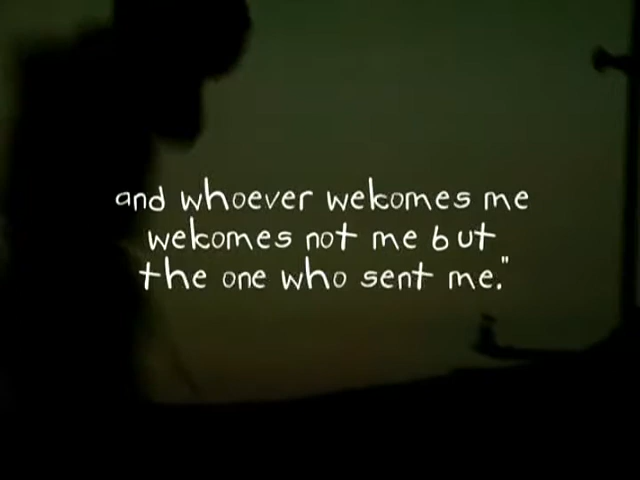 and whoever welcomes me
welcomes not me but
the one who sent me."